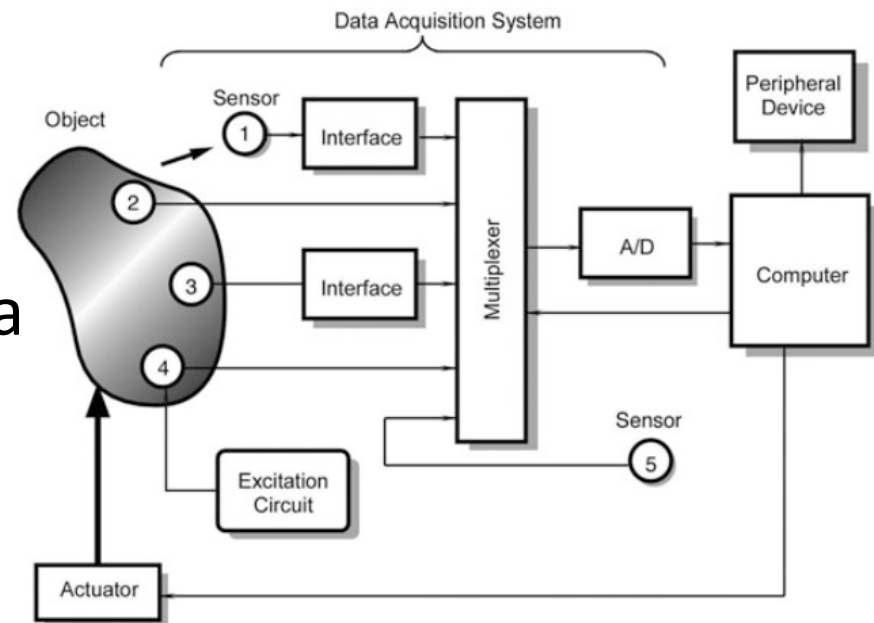 Data Acquisition System
Object
Sensor
1
Interface
2
3
Interface
4
Multiplexer
A/D
Computer
Peripheral
Device
Sensor
5
Excitation
Circuit
Actuator
a